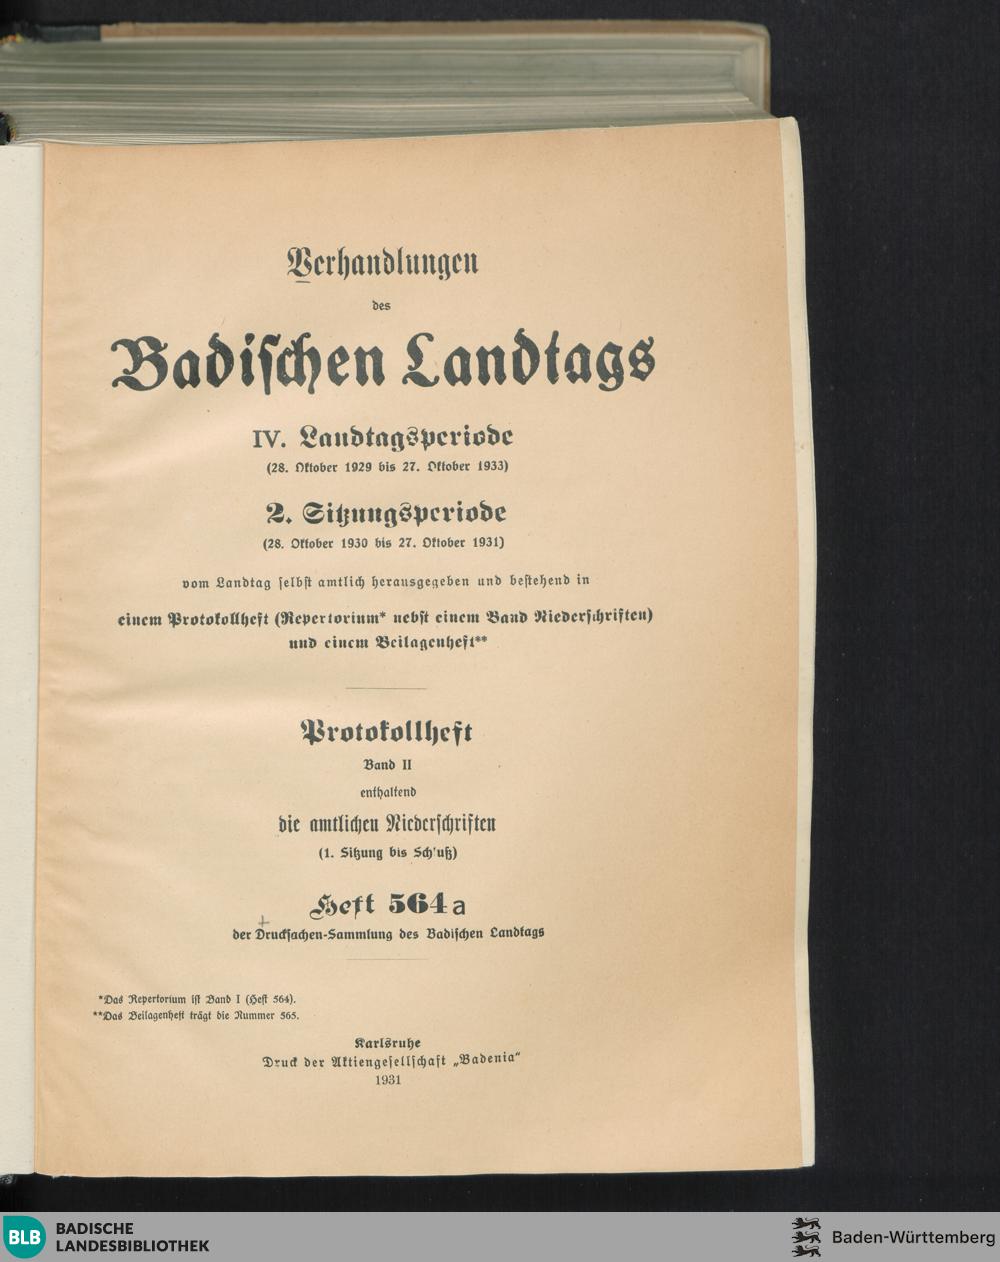 Verhandlungen
des
Badischen Landtags
IV. Landtagsperiode
(28. Oktober 1929 bis 27. Oktober 1933)
2. Sitzungsperiode
(28. Oktober 1930 bis 27. Oktober 1931)
vom Landtag selbst amtlich herausgegeben und bestehend in
einem Protokollheft (Repertorium* nebst einem Band Niederschriften)
und einem Beilagenheft**
Protokollheft
Band II
enthaltend
die amtlichen Niederschriften
(1. Sitzung bis Sch'uß)
Heft 564a
der Drucksachen-Sammlung des Badischen Landtags
*Das Repertorium ist Band I (Heft 564).
**Das Beilagenheft trägt die Nummer 565.
Karlsruhe
Druck der Aktiengesellschaft „Badenia“
1931
BLB BADISCHE
LANDESBIBLIOTHEK
Baden-Württemberg